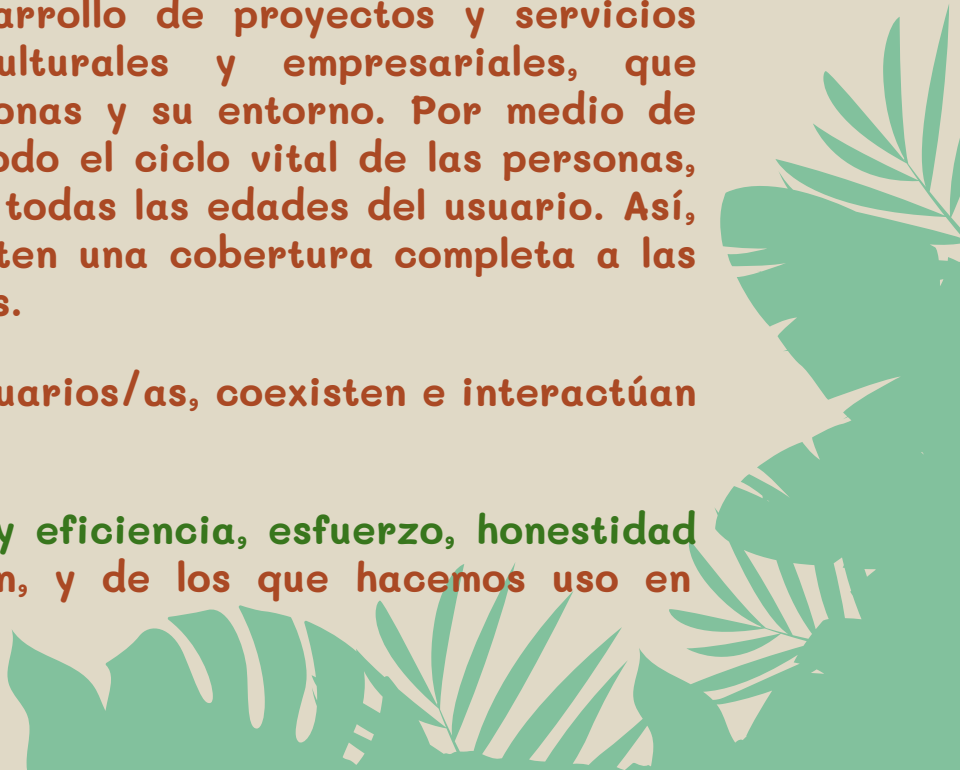 arrollo de proyectos y servicios
ulturales y empresariales, que
onas y su entorno. Por medio de
odo el ciclo vital de las personas,
todas las edades del usuario. Así,
ten una cobertura completa a las
s.
uarios/as, coexisten e interactúan
y eficiencia, esfuerzo, honestidad
m, y de los que hacemos uso en